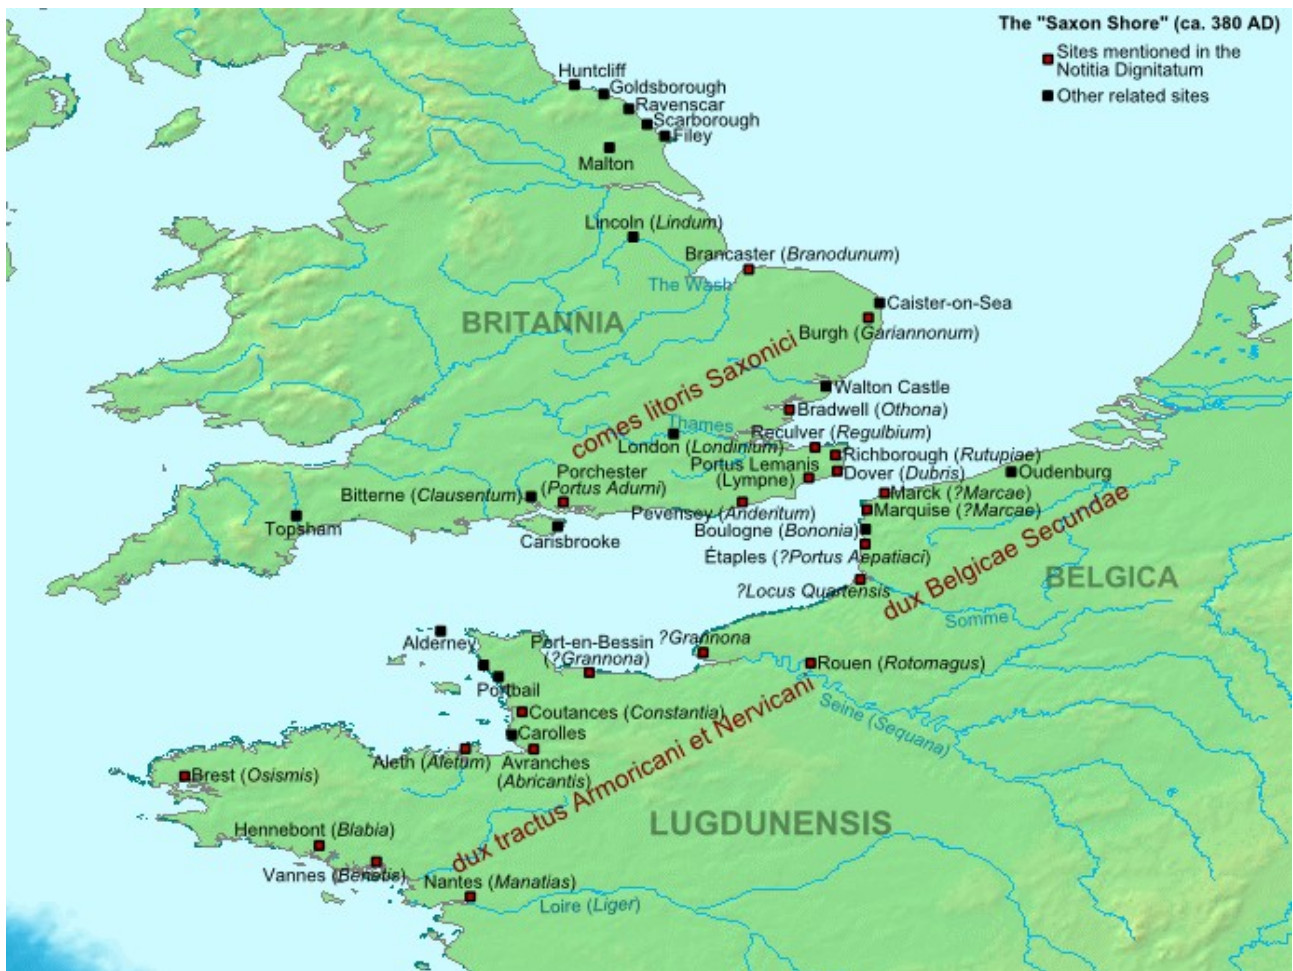 The "Saxon Shore" (ca. 380 AD)
Sites mentioned in the
Notitia Dignitatum
Other related sites
Huntcliff
Goldsborough
Ravenscar
Scarborough
Filey
Malton
Lincoln (Lindum)
Brancaster (Branodunum)
The Wash
Caister-on-Sea
BRITANNIA
Burgh (Gariannonum)
comes litoris Saxonici
Walton Castle
Bradwell (Othona)
Thames
Reculver (Regulbium)
London (Londinium)
Richborough (Rutupiae)
Portus Lemanis
(Lympne)
Dover (Dubris)
Oudenburg
Porchester
(Portus Adurni)
Bitterne (Clausentum)
Marck (?Marcae)
Pevensey (Anderitum)
Marquise (?Marcae)
Topsham
Carisbrooke
Boulogne (Bononia)
Étaples (?Portus Aepatiaci)
dux Belgicae Secundae
BELGICA
?Locus Quartensis
Somme
Alderney
Port-en-Bessin
(?Grannona)
?Grannona
Rouen (Rotomagus)
Portbail
Coutances (Constantia)
Seine (Sequana)
Carolles
Aleth (Aletum)
Avranches
(Abricantis)
Brest (Osismis)
dux tractus Armoricani et Nervicani
LUGDUNENSIS
Hennebont (Blabia)
Vannes (Benetis)
Nantes (Manatias)
Loire (Liger)